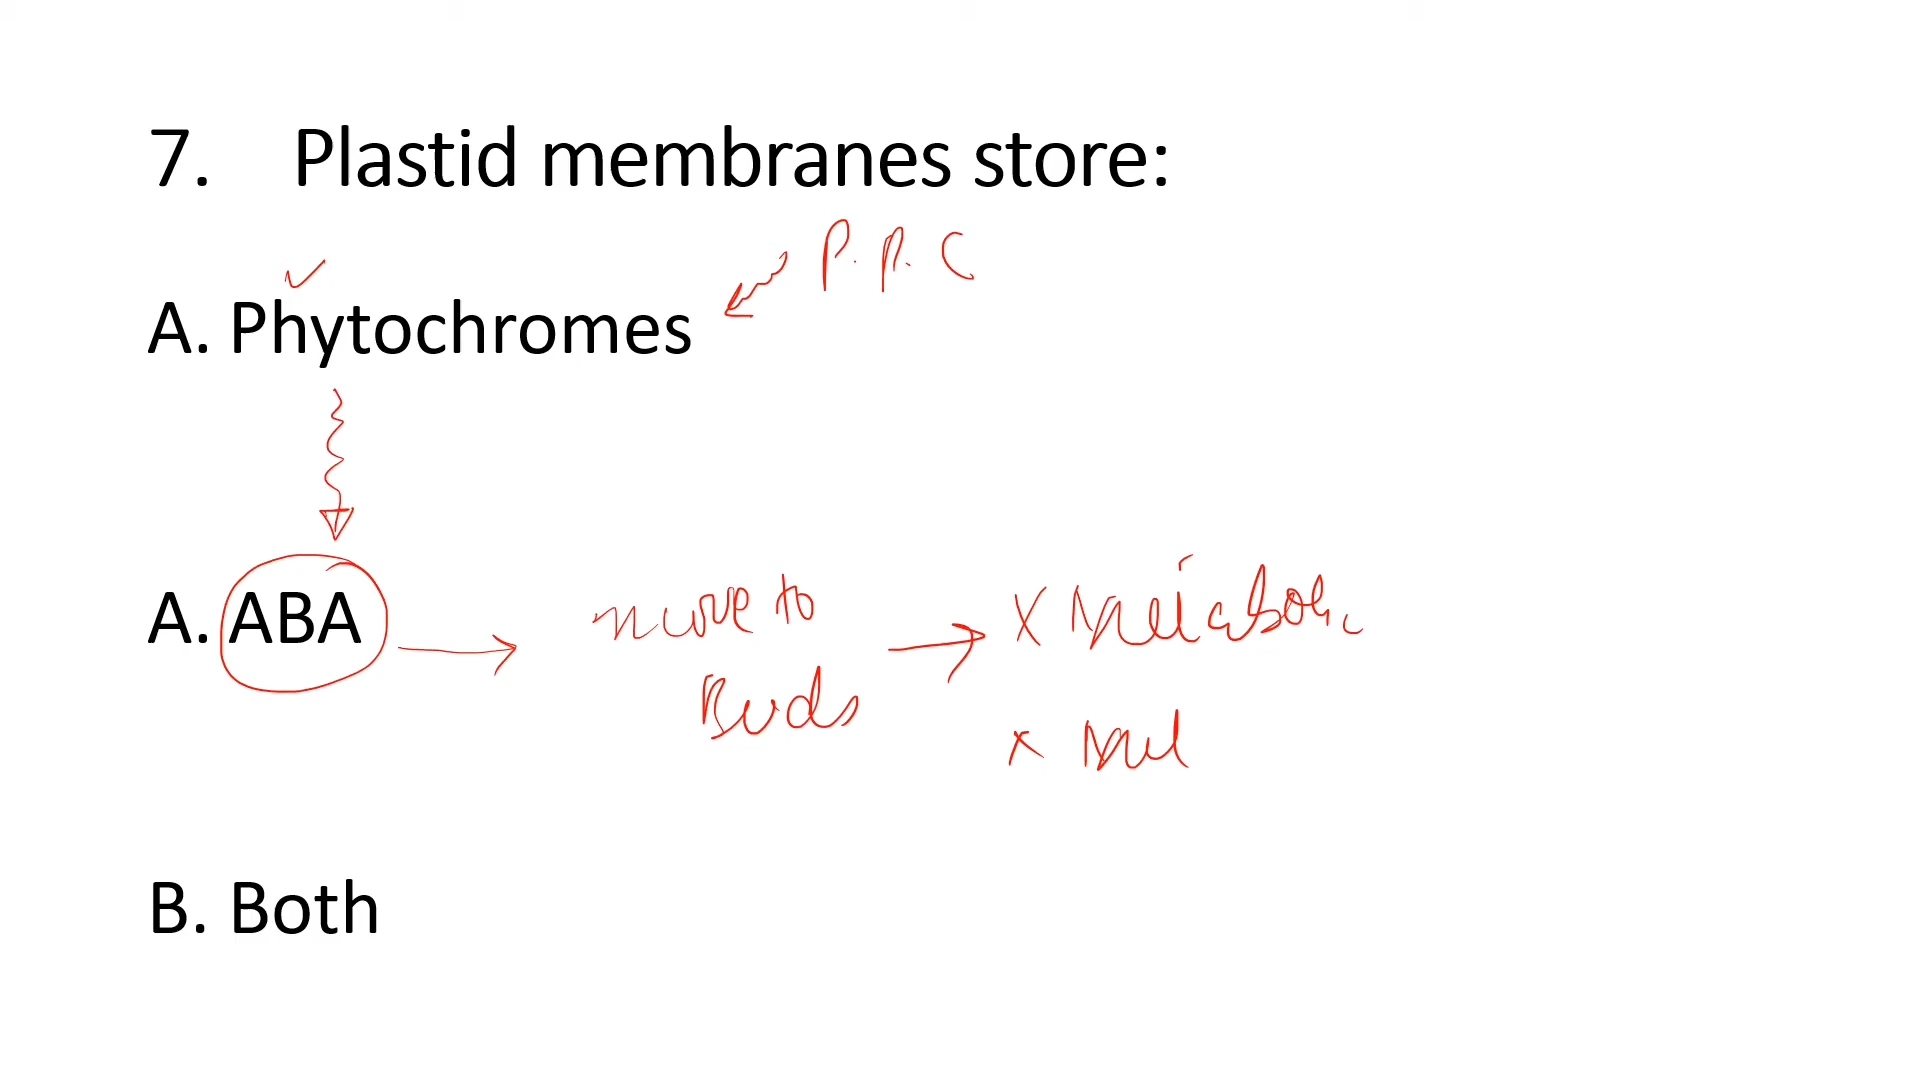 7. Plastid membranes store:
P. P. C
A. Phytochromes
A. ABA
move to
Buds
x Metabolic
x
B. Both